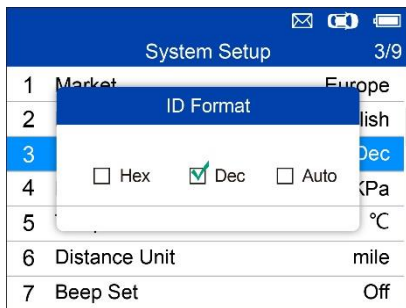 System Setup 3/9
1 Market Europe
ID Format
2 lish
3 Dec
Hex Dec Auto
4 KPa
5 ℃
6 Distance Unit mile
7 Beep Set Off